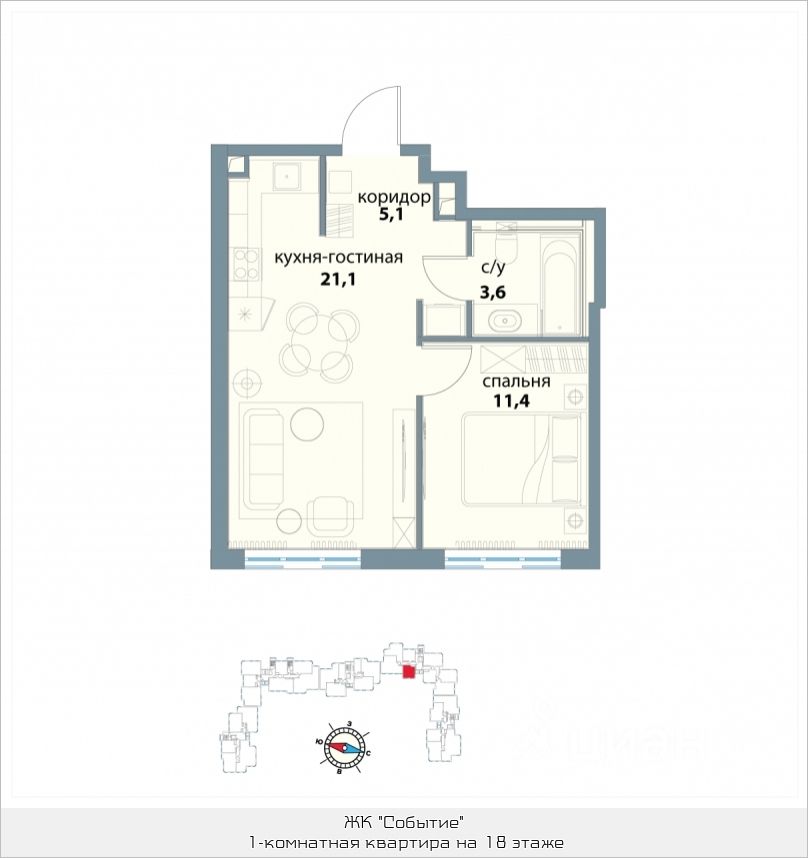 коридор
5,1
кухня-гостиная
21,1
с/у
3,6
спальня
11,4
З
Ю
С
В
циан
ЖК "Событие"
1-комнатная квартира на 18 этаже